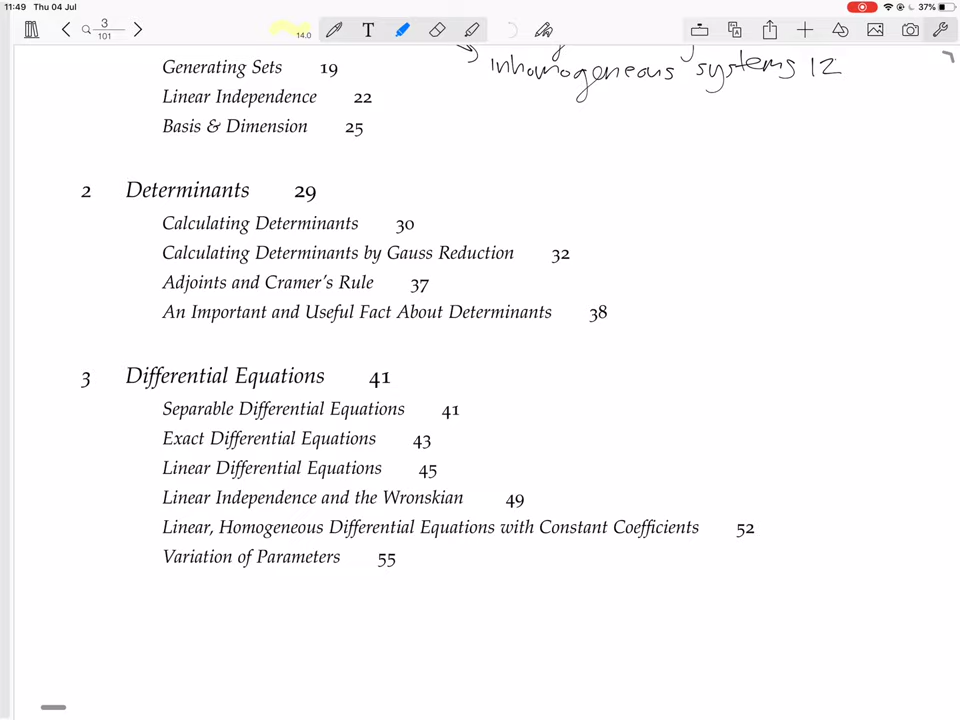 11:49 Thu 04 Jul 37%
3
101
14.0
T
inhomogeneous systems 12
Generating Sets 19
Linear Independence 22
Basis & Dimension 25
2 Determinants 29
Calculating Determinants 30
Calculating Determinants by Gauss Reduction 32
Adjoints and Cramer's Rule 37
An Important and Useful Fact About Determinants 38
3 Differential Equations 41
Separable Differential Equations 41
Exact Differential Equations 43
Linear Differential Equations 45
Linear Independence and the Wronskian 49
Linear, Homogeneous Differential Equations with Constant Coefficients 52
Variation of Parameters 55